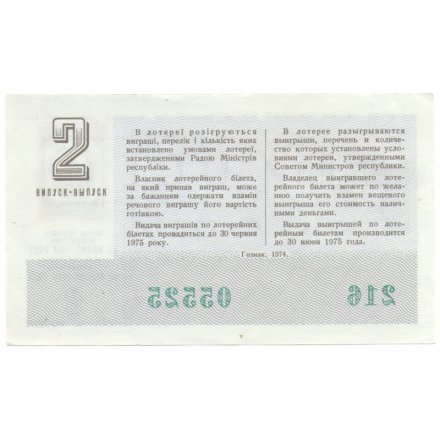 2
ВИПУСК-ВЫПУСК
В лотереї розігруються
виграші, перелік і кількість яких
встановлено умовами лотереї,
затвердженими Радою Міністрів
республіки.
Власник лотерейного білета,
на який припав виграш, може
за бажанням одержати взамін
речового виграшу його вартість
готівкою.
Видача виграшів по лотерейних
білетах провадиться до 30 червня
1975 року.
В лотерее разыгрываются
выигрыши, перечень и количе-
ство которых установлены усло-
виями лотереи, утвержденными
Советом Министров республики.
Владелец выигравшего лоте-
рейного билета может по жела-
нию получить взамен вещевого
выигрыша его стоимость налич-
ными деньгами.
Выдача выигрышей по лоте-
рейным билетам производится
до 30 июня 1975 года.
Гознак. 1974.
05525
216